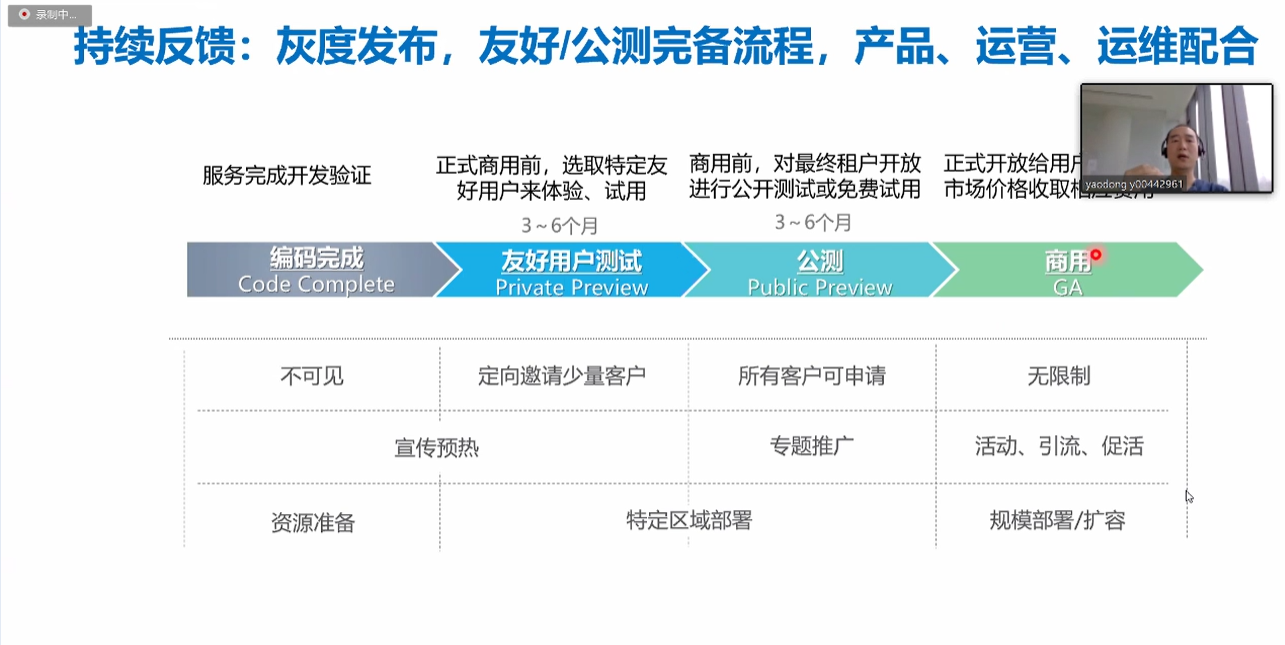 录制中...
持续反馈：灰度发布，友好/公测完备流程，产品、运营、运维配合
yaodong y00442961
服务完成开发验证
正式商用前，选取特定友
好用户来体验、试用
3～6个月
商用前，对最终租户开放
进行公开测试或免费试用
3～6个月
正式开放给用户
市场价格收取相应费用
编码完成
Code Complete
友好用户测试
Private Preview
公测
Public Preview
商用
GA
不可见
定向邀请少量客户
所有客户可申请
无限制
宣传预热
专题推广
活动、引流、促活
资源准备
特定区域部署
规模部署/扩容